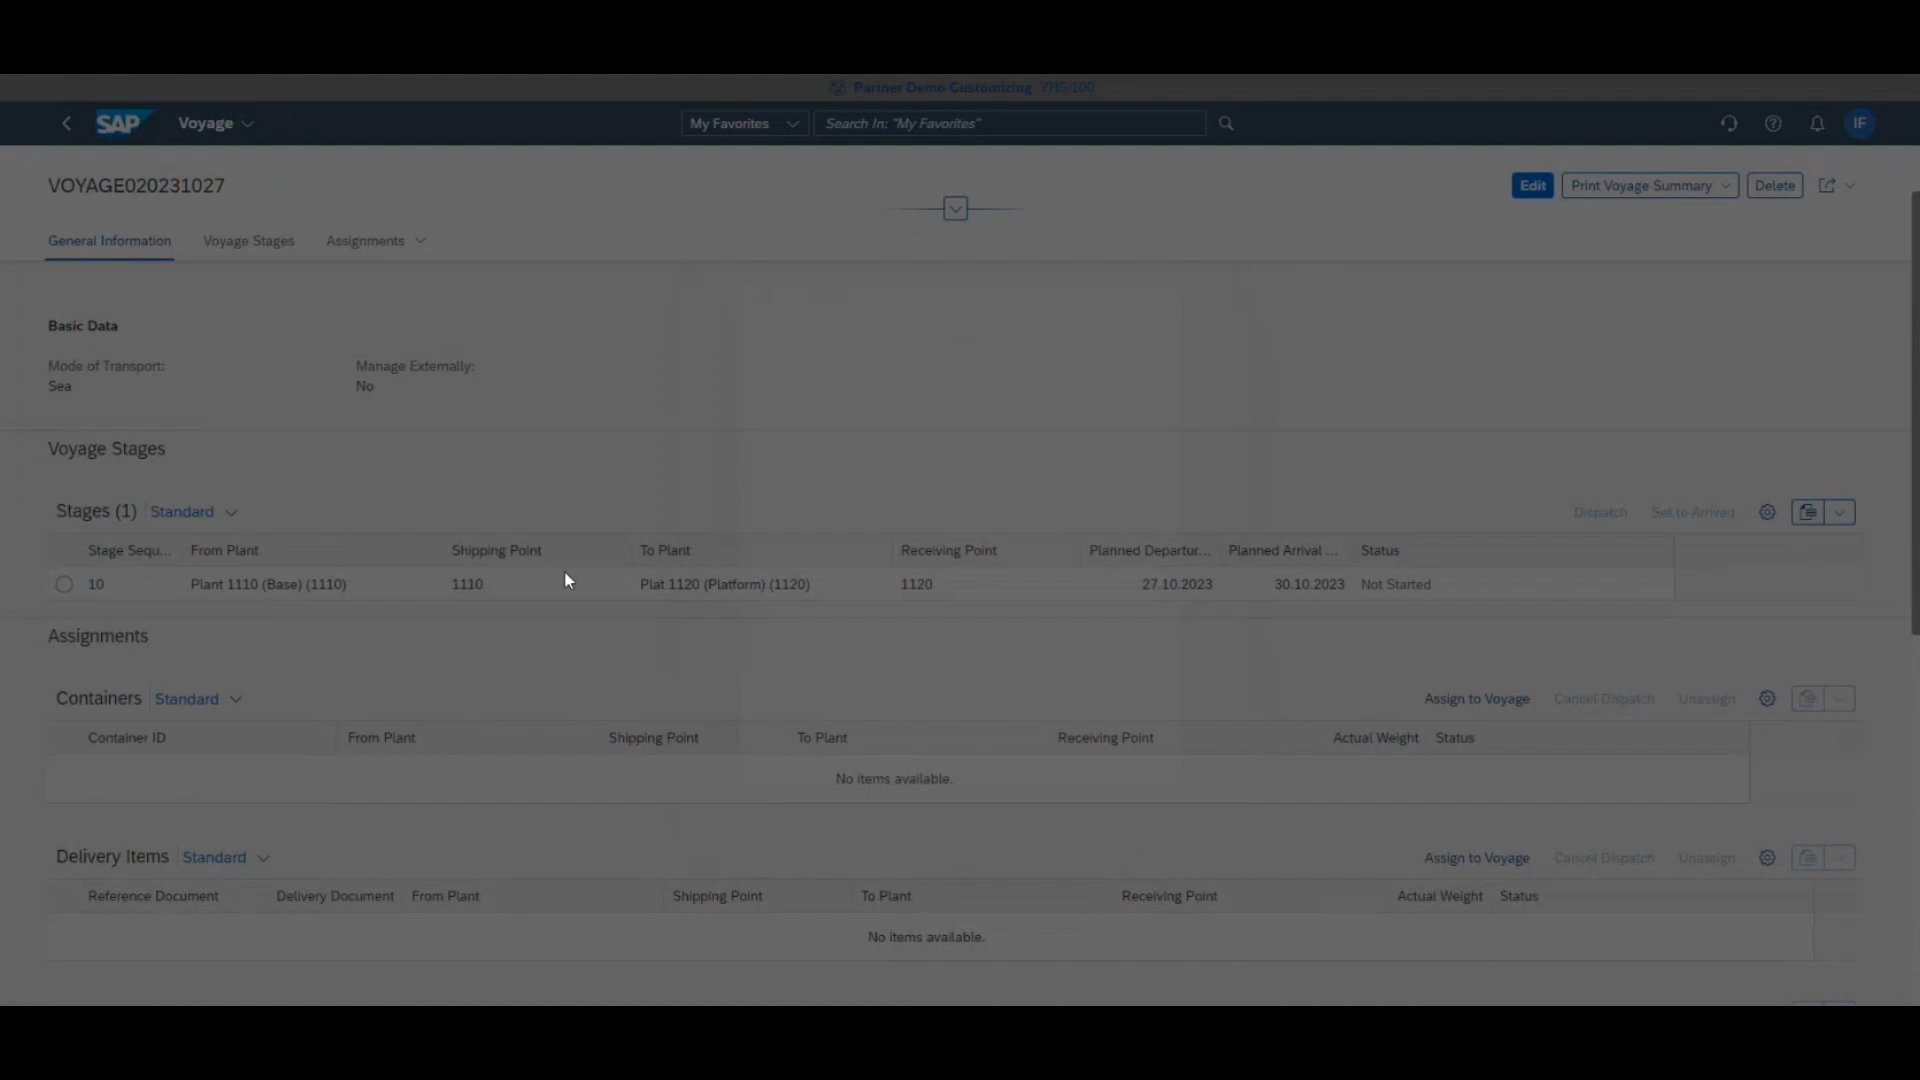 Partner Demo Customizing YHS/100
SAP Voyage My Favorites Search In: "My Favorites" IF
VOYAGE020231027 Edit Print Voyage Summary Delete
General Information Voyage Stages Assignments
Basic Data
Mode of Transport: Manage Externally:
Sea No
Voyage Stages
Stages (1) Standard Dispatch Set to Arrived
Stage Sequ... From Plant Shipping Point To Plant Receiving Point Planned Departur... Planned Arrival ... Status
10 Plant 1110 (Base) (1110) 1110 Plat 1120 (Platform) (1120) 1120 27.10.2023 30.10.2023 Not Started
Assignments
Containers Standard Assign to Voyage Cancel Dispatch Unassign
Container ID From Plant Shipping Point To Plant Receiving Point Actual Weight Status
No items available.
Delivery Items Standard Assign to Voyage Cancel Dispatch Unassign
Reference Document Delivery Document From Plant Shipping Point To Plant Receiving Point Actual Weight Status
No items available.